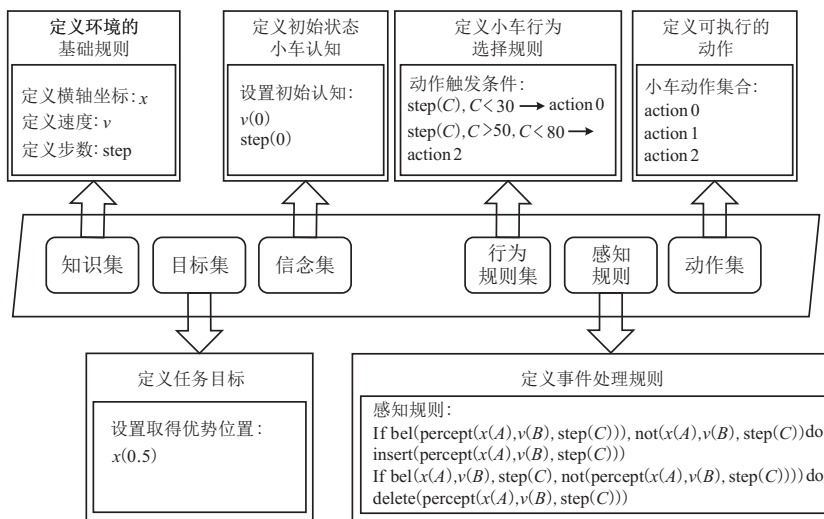 定义环境的
基础规则
定义横轴坐标: x
定义速度: v
定义步数: step
定义初始状态
小车认知
设置初始认知:
v(0)
step(0)
定义小车行为
选择规则
动作触发条件:
step(C), C<30 → action 0
step(C), C>50, C<80 →
action 2
定义可执行的
动作
小车动作集合:
action 0
action 1
action 2
知识集
目标集
信念集
行为
规则集
感知
规则
动作集
定义任务目标
设置取得优势位置:
x(0.5)
定义事件处理规则
感知规则:
If bel(percept(x(A),v(B), step(C))), not(x(A),v(B), step(C))do
insert(percept(x(A),v(B), step(C)))
If bel(x(A),v(B), step(C), not(percept(x(A),v(B), step(C))))do
delete(percept(x(A),v(B), step(C)))